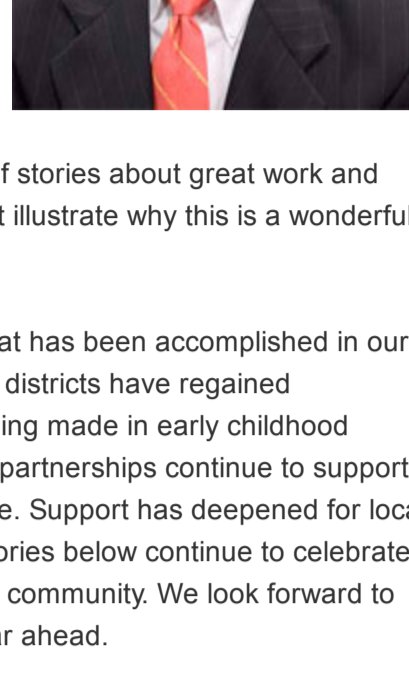 f stories about great work and
t illustrate why this is a wonderful
at has been accomplished in our
districts have regained
ing made in early childhood
partnerships continue to support
e. Support has deepened for loca
ories below continue to celebrate
community. We look forward to
ar ahead.